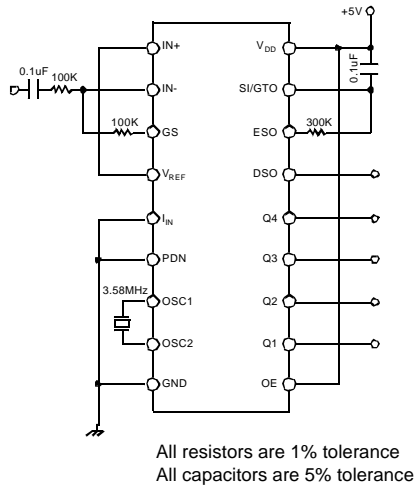 +5V
0.1uF
100K
IN+
IN-
100K
GS
VREF
IIN
PDN
3.58MHz
OSC1
OSC2
GND
VDD
0.1uF
SI/GTO
ESO
300K
DSO
Q4
Q3
Q2
Q1
OE
All resistors are 1% tolerance
All capacitors are 5% tolerance